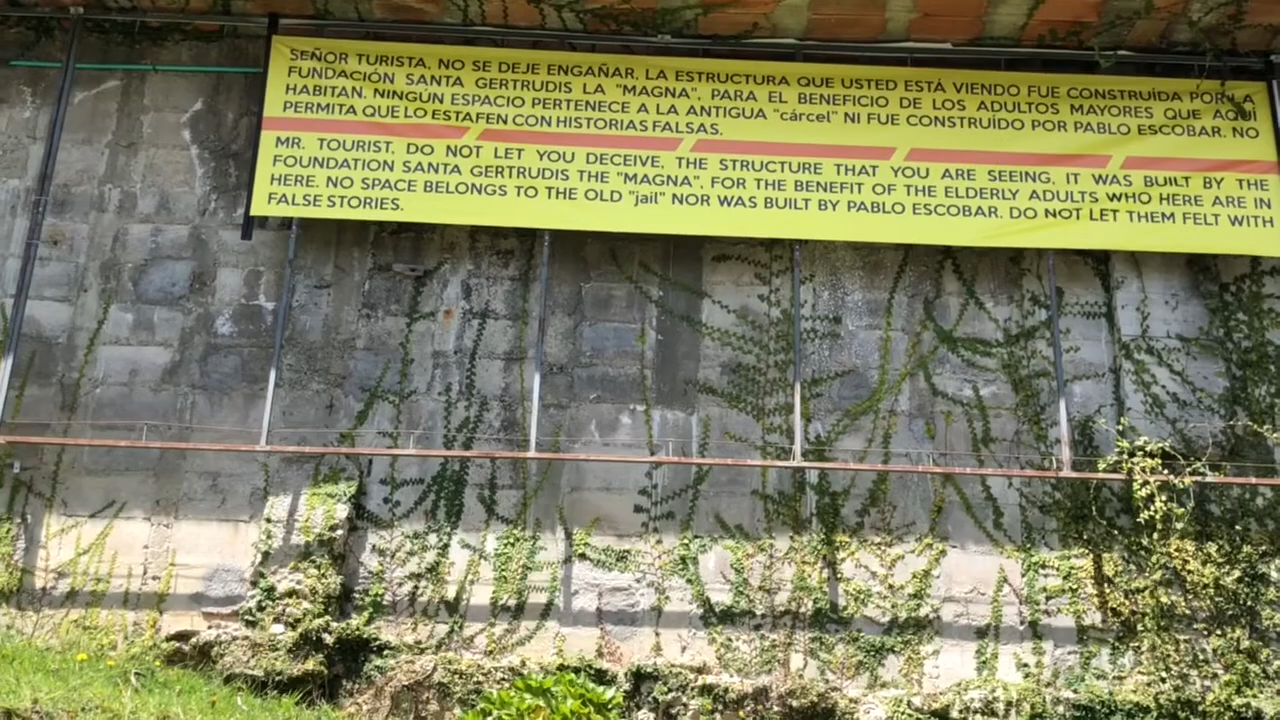 SEÑOR TURISTA, NO SE DEJE ENGAÑAR, LA ESTRUCTURA QUE USTED ESTÁ VIENDO FUE CONSTRUÍDA POR LA
FUNDACIÓN SANTA GERTRUDIS LA "MAGNA", PARA EL BENEFICIO DE LOS ADULTOS MAYORES QUE AQUÍ
HABITAN. NINGÚN ESPACIO PERTENECE A LA ANTIGUA "cárcel" NI FUE CONSTRUÍDO POR PABLO ESCOBAR. NO
PERMITA QUE LO ESTAFEN CON HISTORIAS FALSAS.
MR. TOURIST, DO NOT LET YOU DECEIVE, THE STRUCTURE THAT YOU ARE SEEING, IT WAS BUILT BY THE
FOUNDATION SANTA GERTRUDIS THE "MAGNA", FOR THE BENEFIT OF THE ELDERLY ADULTS WHO HERE ARE IN
HERE. NO SPACE BELONGS TO THE OLD "jail" NOR WAS BUILT BY PABLO ESCOBAR. DO NOT LET THEM FELT WITH
FALSE STORIES.